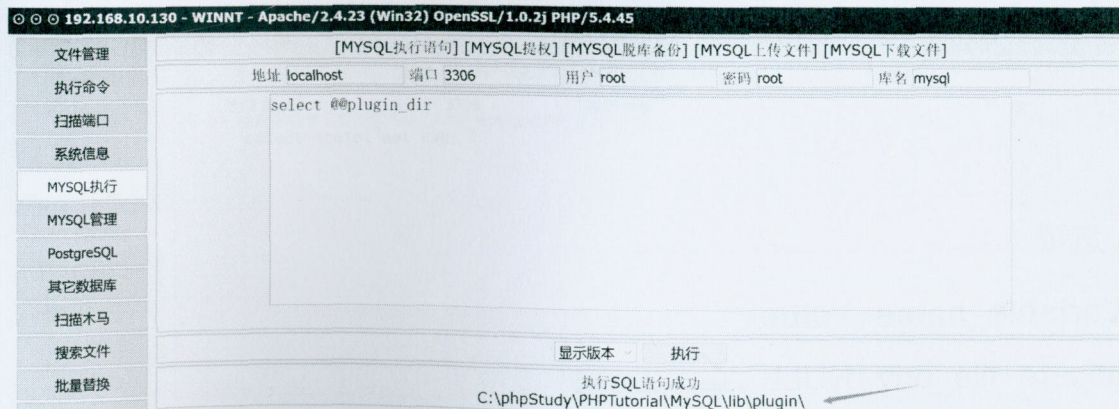 192.168.10.130 - WINNT - Apache/2.4.23 (Win32) OpenSSL/1.0.2j PHP/5.4.45
文件管理
[MYSQL执行语句] [MYSQL提权] [MYSQL脱库备份] [MYSQL上传文件] [MYSQL下载文件]
执行命令
地址 localhost 端口 3306 用户 root 密码 root 库名 mysql
扫描端口
select @@plugin_dir
系统信息
MYSQL执行
MYSQL管理
PostgreSQL
其它数据库
扫描木马
搜索文件
显示版本 执行
批量替换
执行SQL语句成功
C:\phpStudy\PHPTutorial\MySQL\lib\plugin\